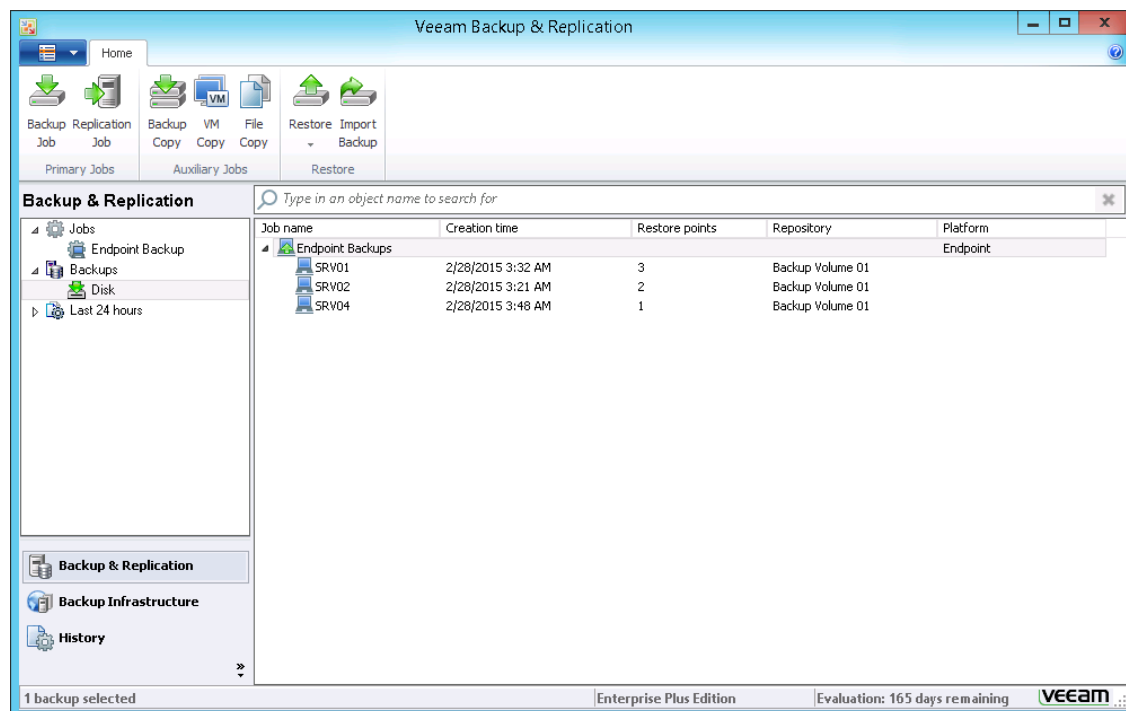 Veeam Backup & Replication
Home
Backup Job
Replication Job
Backup Copy
VM Copy
File Copy
Restore
Import Backup
Primary Jobs
Auxiliary Jobs
Restore
VM
Backup & Replication
Type in an object name to search for
Jobs
Endpoint Backup
Backups
Disk
Last 24 hours
Job name Creation time Restore points Repository Platform
Endpoint Backups Endpoint
SRV01 2/28/2015 3:32 AM 3 Backup Volume 01
SRV02 2/28/2015 3:21 AM 2 Backup Volume 01
SRV04 2/28/2015 3:48 AM 1 Backup Volume 01
Backup & Replication
Backup Infrastructure
History
1 backup selected Enterprise Plus Edition Evaluation: 165 days remaining veeam